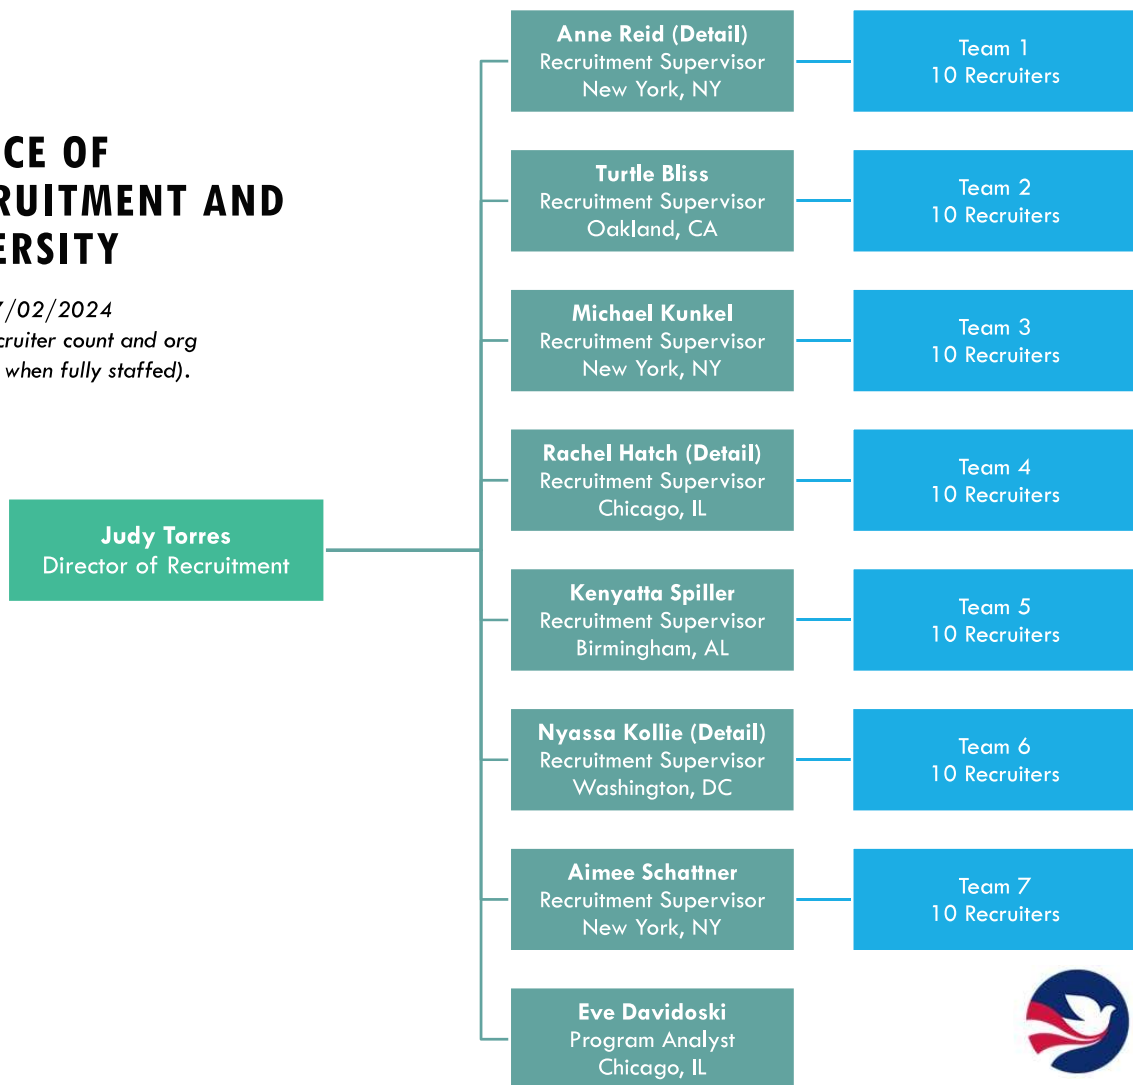 CE OF
RUITMENT AND
ERSITY
/02/2024
cruiter count and org
when fully staffed).
Judy Torres
Director of Recruitment
Anne Reid (Detail)
Recruitment Supervisor
New York, NY
Team 1
10 Recruiters
Turtle Bliss
Recruitment Supervisor
Oakland, CA
Team 2
10 Recruiters
Michael Kunkel
Recruitment Supervisor
New York, NY
Team 3
10 Recruiters
Rachel Hatch (Detail)
Recruitment Supervisor
Chicago, IL
Team 4
10 Recruiters
Kenyatta Spiller
Recruitment Supervisor
Birmingham, AL
Team 5
10 Recruiters
Nyassa Kollie (Detail)
Recruitment Supervisor
Washington, DC
Team 6
10 Recruiters
Aimee Schattner
Recruitment Supervisor
New York, NY
Team 7
10 Recruiters
Eve Davidoski
Program Analyst
Chicago, IL